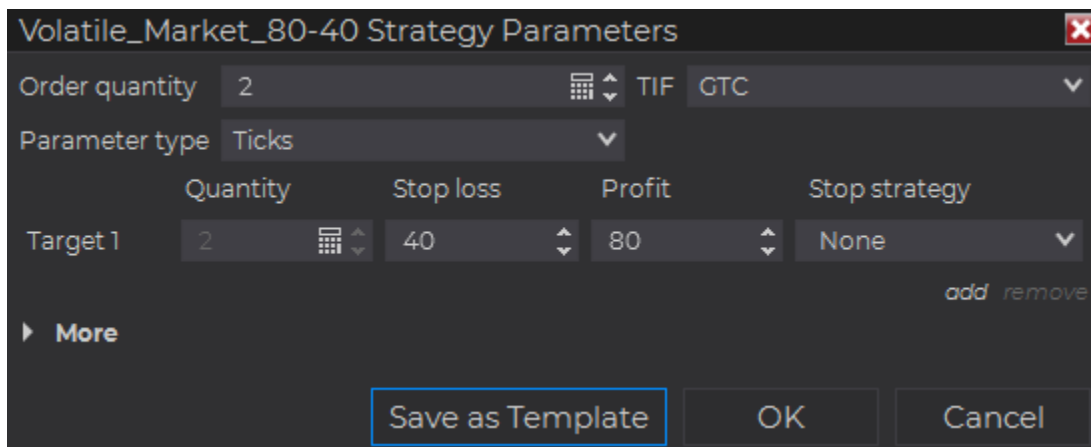 Volatile_Market_80-40 Strategy Parameters
Order quantity 2 TIF GTC
Parameter type Ticks
Quantity Stop loss Profit Stop strategy
Target 1 2 40 80 None
add remove
More
Save as Template OK Cancel